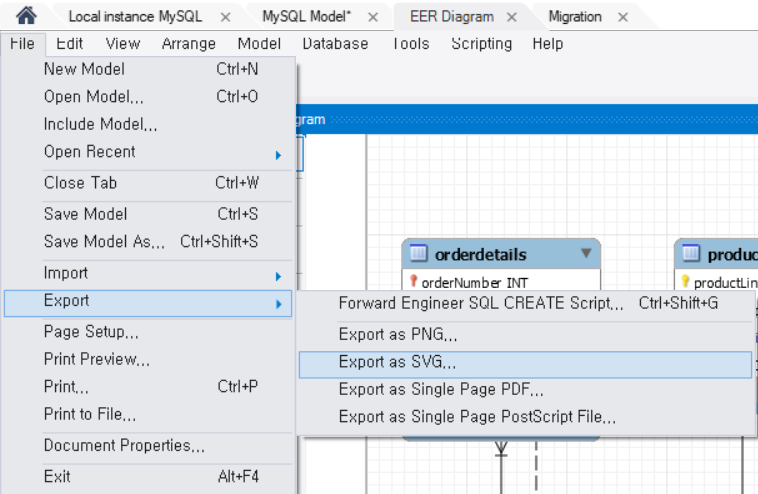 Local instance MySQL × MySQL Model* × EER Diagram × Migration ×
File Edit View Arrange Model Database Tools Scripting Help
New Model Ctrl+N
Open Model,,, Ctrl+O
Include Model,,,
gram
Open Recent
Close Tab Ctrl+W
Save Model Ctrl+S
Save Model As,,, Ctrl+Shift+S
orderdetails
produc
Import
orderNumber INT
productLin
Export
Forward Engineer SQL CREATE Script,,, Ctrl+Shift+G
Page Setup,,,
Export as PNG,,,
Print Preview,,,
Export as SVG,,,
Print,,, Ctrl+P
Export as Single Page PDF,,,
Print to File,,,
Export as Single Page PostScript File,,,
Document Properties,,,
Exit Alt+F4